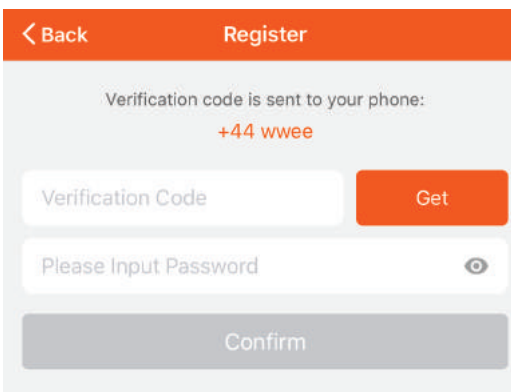 Back Register
Verification code is sent to your phone:
+44 wwee
Verification Code Get
Please Input Password
Confirm